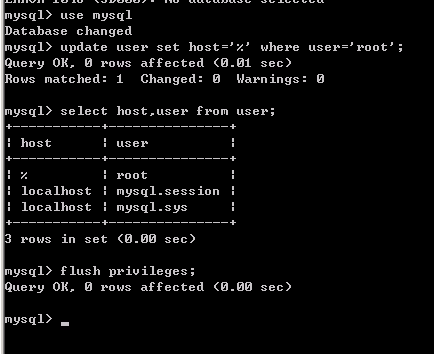 ERROR 1046 (3D000): No database selected
mysql> use mysql
Database changed
mysql> update user set host='%' where user='root';
Query OK, 0 rows affected (0.01 sec)
Rows matched: 1  Changed: 0  Warnings: 0
mysql> select host,user from user;
+-----------+---------------+
| host      | user          |
+-----------+---------------+
| %         | root          |
| localhost | mysql.session |
| localhost | mysql.sys     |
+-----------+---------------+
3 rows in set (0.00 sec)
mysql> flush privileges;
Query OK, 0 rows affected (0.00 sec)
mysql> _